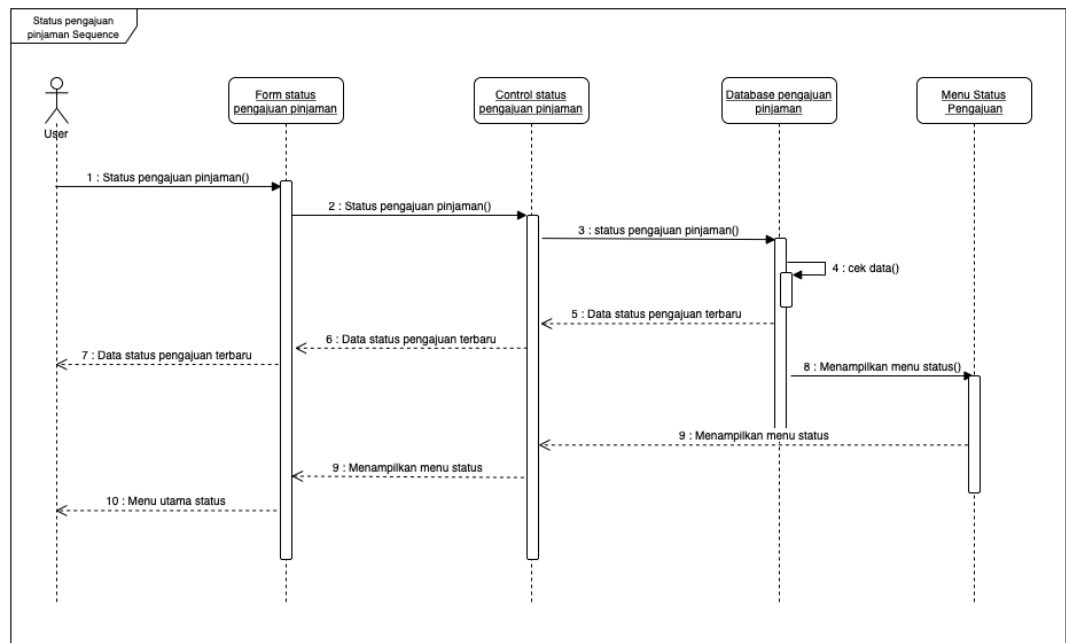 Status pengajuan
pinjaman Sequence
User
Form status
pengajuan pinjaman
Control status
pengajuan pinjaman
Database pengajuan
pinjaman
Menu Status
Pengajuan
1 : Status pengajuan pinjaman()
2 : Status pengajuan pinjaman()
3 : status pengajuan pinjaman()
4 : cek data()
5 : Data status pengajuan terbaru
6 : Data status pengajuan terbaru
7 : Data status pengajuan terbaru
8 : Menampilkan menu status()
9 : Menampilkan menu status
9 : Menampilkan menu status
10 : Menu utama status